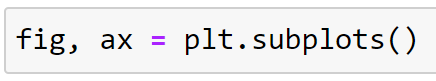 fig, ax = plt.subplots()